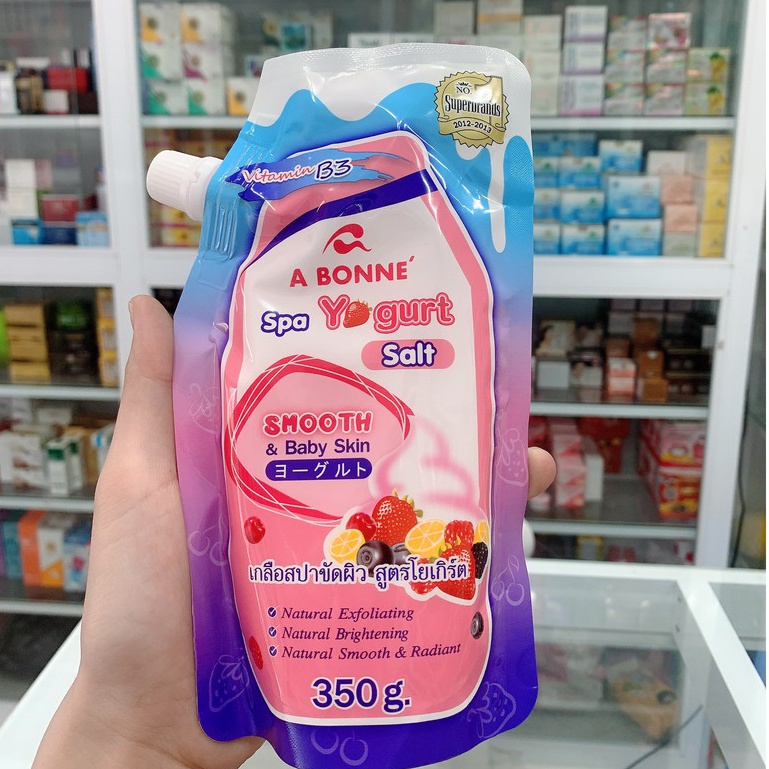 NO.1
Superbrands
2012-2013
Vitamin B3
A BONNE´
Spa Yogurt
Salt
SMOOTH
& Baby Skin
ヨーグルト
เกลือสปาขัดผิว สูตรโยเกิร์ต
Natural Exfoliating
Natural Brightening
Natural Smooth & Radiant
350 g.